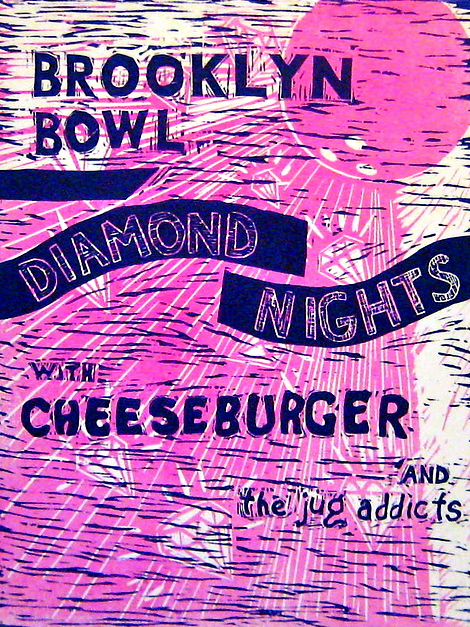 BROOKLYN
BOWL
DIAMOND
NIGHTS
WITH
CHEESEBURGER
AND
the jug addicts